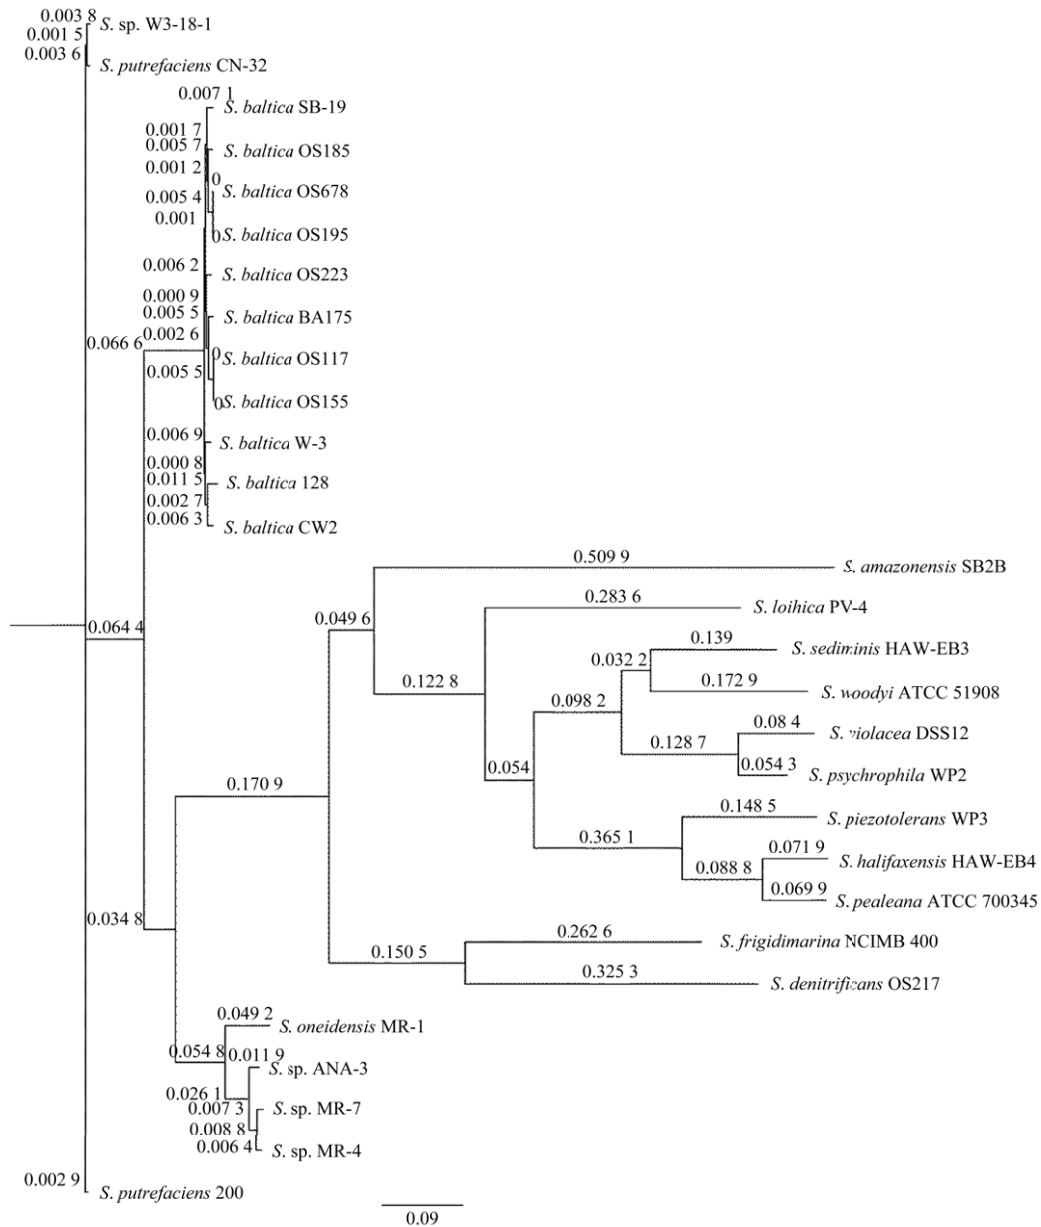 0.003 8
S. sp. W3-18-1
0.001 5
0.003 6
S. putrefaciens CN-32
0.007 1
S. baltica SB-19
0.001 7
0.005 7
S. baltica OS185
0.001 2
0
S. baltica OS678
0.005 4
0.001
0
S. baltica OS195
0.006 2
S. baltica OS223
0.000 9
0.005 5
S. baltica BA175
0.002 6
0.066 6
0
S. baltica OS117
0.005 5
0
S. baltica OS155
0.006 9
S. baltica W-3
0.000 8
0.011 5
S. baltica 128
0.002 7
0.006 3
S. baltica CW2
0.509 9
S. amazonensis SB2B
0.283 6
S. loihica PV-4
0.049 6
0.064 4
0.139
S. sediminis HAW-EB3
0.032 2
0.172 9
S. woodyi ATCC 51908
0.122 8
0.098 2
0.08 4
S. violacea DSS12
0.128 7
0.054 3
S. psychrophila WP2
0.054
0.170 9
0.148 5
S. piezotolerans WP3
0.365 1
0.071 9
S. halifaxensis HAW-EB4
0.088 8
0.069 9
S. pealeana ATCC 700345
0.034 8
0.262 6
S. frigidimarina NCIMB 400
0.150 5
0.325 3
S. denitrificans OS217
0.049 2
S. oneidensis MR-1
0.054 8
0.011 9
S. sp. ANA-3
0.026 1
0.007 3
S. sp. MR-7
0.008 8
0.006 4
S. sp. MR-4
0.002 9
S. putrefaciens 200
0.09